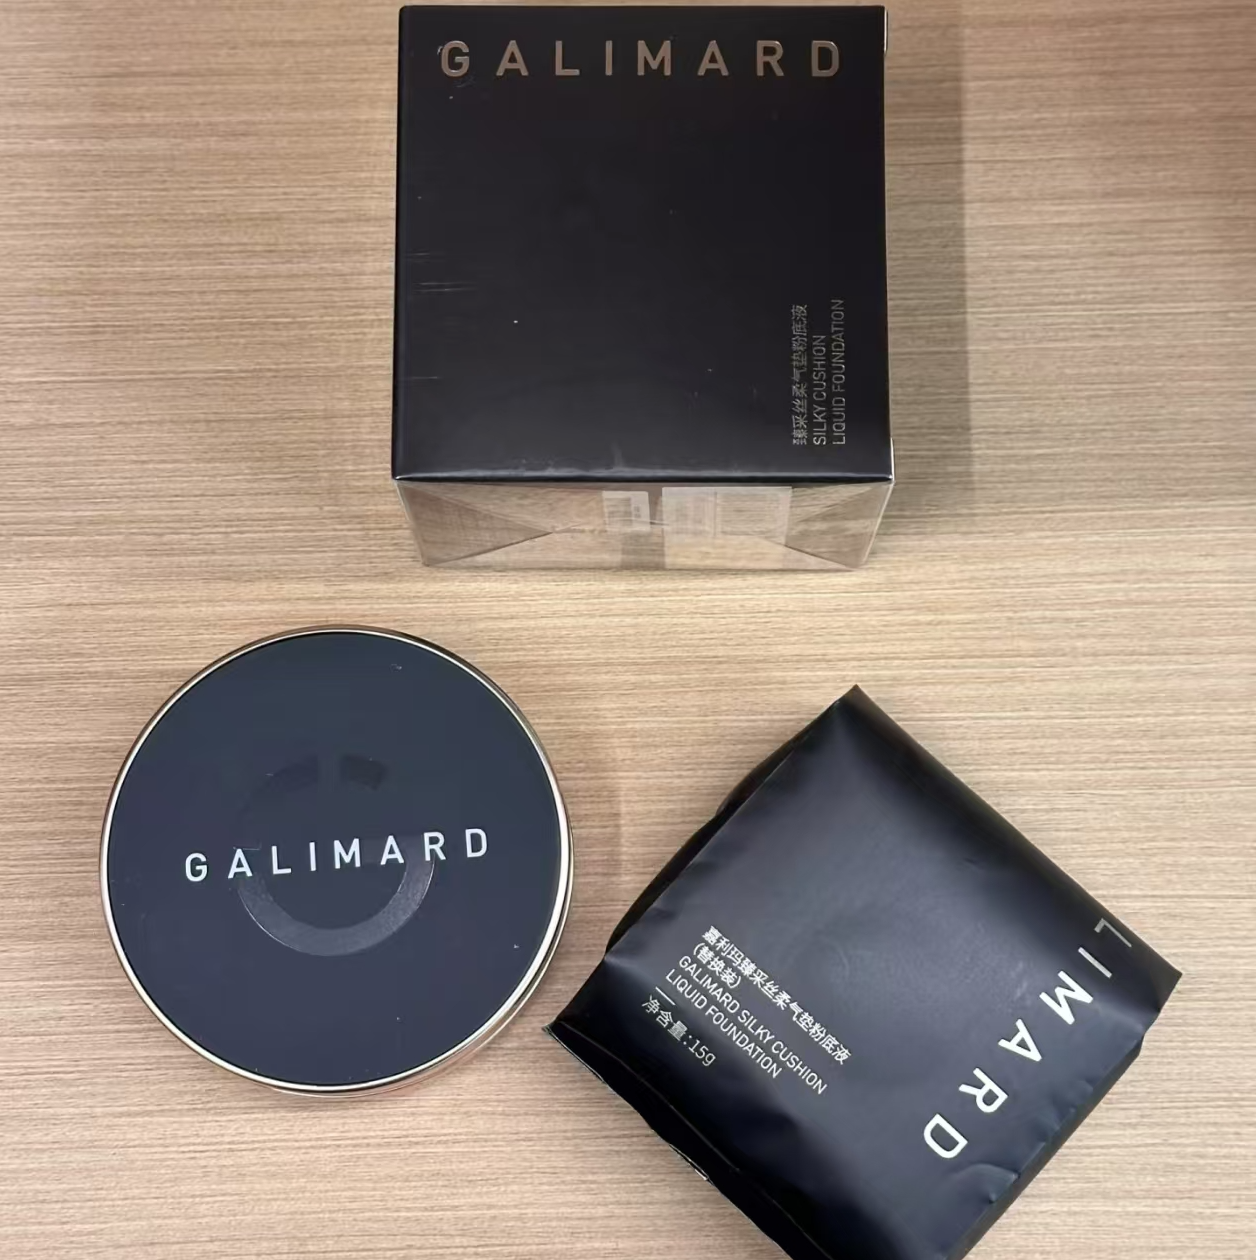 GALIMARD
臻采丝柔气垫粉底液
SILKY CUSHION
LIQUID FOUNDATION
GALIMARD
LIMARD
嘉利玛臻采丝柔气垫粉底液
(替换装)
GALIMARD SILKY CUSHION
LIQUID FOUNDATION
净含量:15g